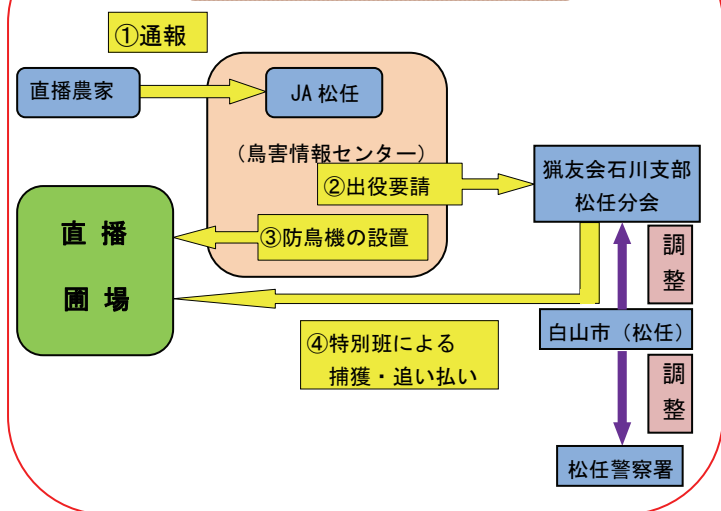 ①通報
直播農家
JA 松任
（鳥害情報センター）
②出役要請
猟友会石川支部
松任分会
③防鳥機の設置
直 播
圃 場
調
整
④特別班による
捕獲・追い払い
白山市（松任）
調
整
松任警察署